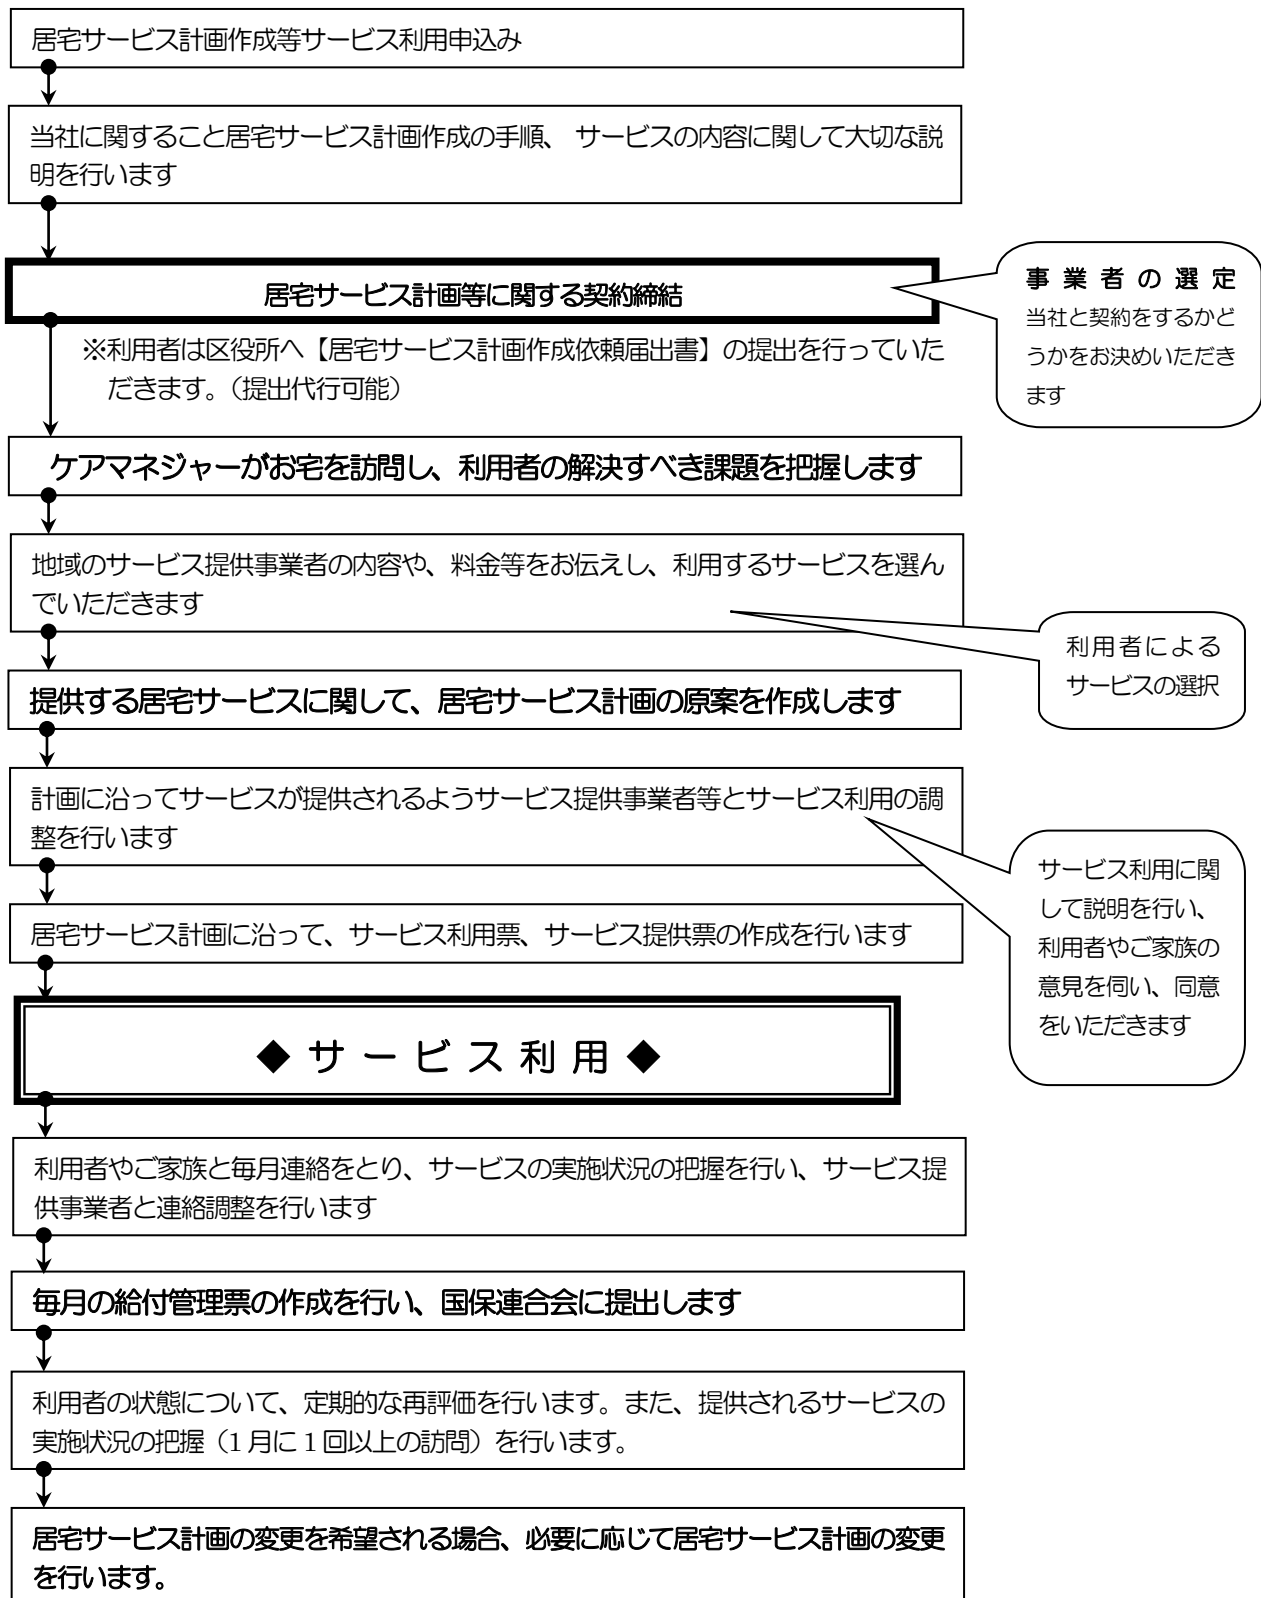 居宅サービス計画作成等サービス利用申込み
当社に関すること居宅サービス計画作成の手順、 サービスの内容に関して大切な説
明を行います
居宅サービス計画等に関する契約締結
事業者の選定
当社と契約をするかど
うかをお決めいただき
ます
※利用者は区役所へ【居宅サービス計画作成依頼届出書】の提出を行っていた
だきます。（提出代行可能）
ケアマネジャーがお宅を訪問し、利用者の解決すべき課題を把握します
地域のサービス提供事業者の内容や、料金等をお伝えし、利用するサービスを選ん
でいただきます
利用者による
サービスの選択
提供する居宅サービスに関して、居宅サービス計画の原案を作成します
計画に沿ってサービスが提供されるようサービス提供事業者等とサービス利用の調
整を行います
サービス利用に関
して説明を行い、
利用者やご家族の
意見を伺い、同意
をいただきます
居宅サービス計画に沿って、サービス利用票、サービス提供票の作成を行います
◆サービス利用◆
利用者やご家族と毎月連絡をとり、サービスの実施状況の把握を行い、サービス提
供事業者と連絡調整を行います
毎月の給付管理票の作成を行い、国保連合会に提出します
利用者の状態について、定期的な再評価を行います。また、提供されるサービスの
実施状況の把握（1月に1回以上の訪問）を行います。
居宅サービス計画の変更を希望される場合、必要に応じて居宅サービス計画の変更
を行います。